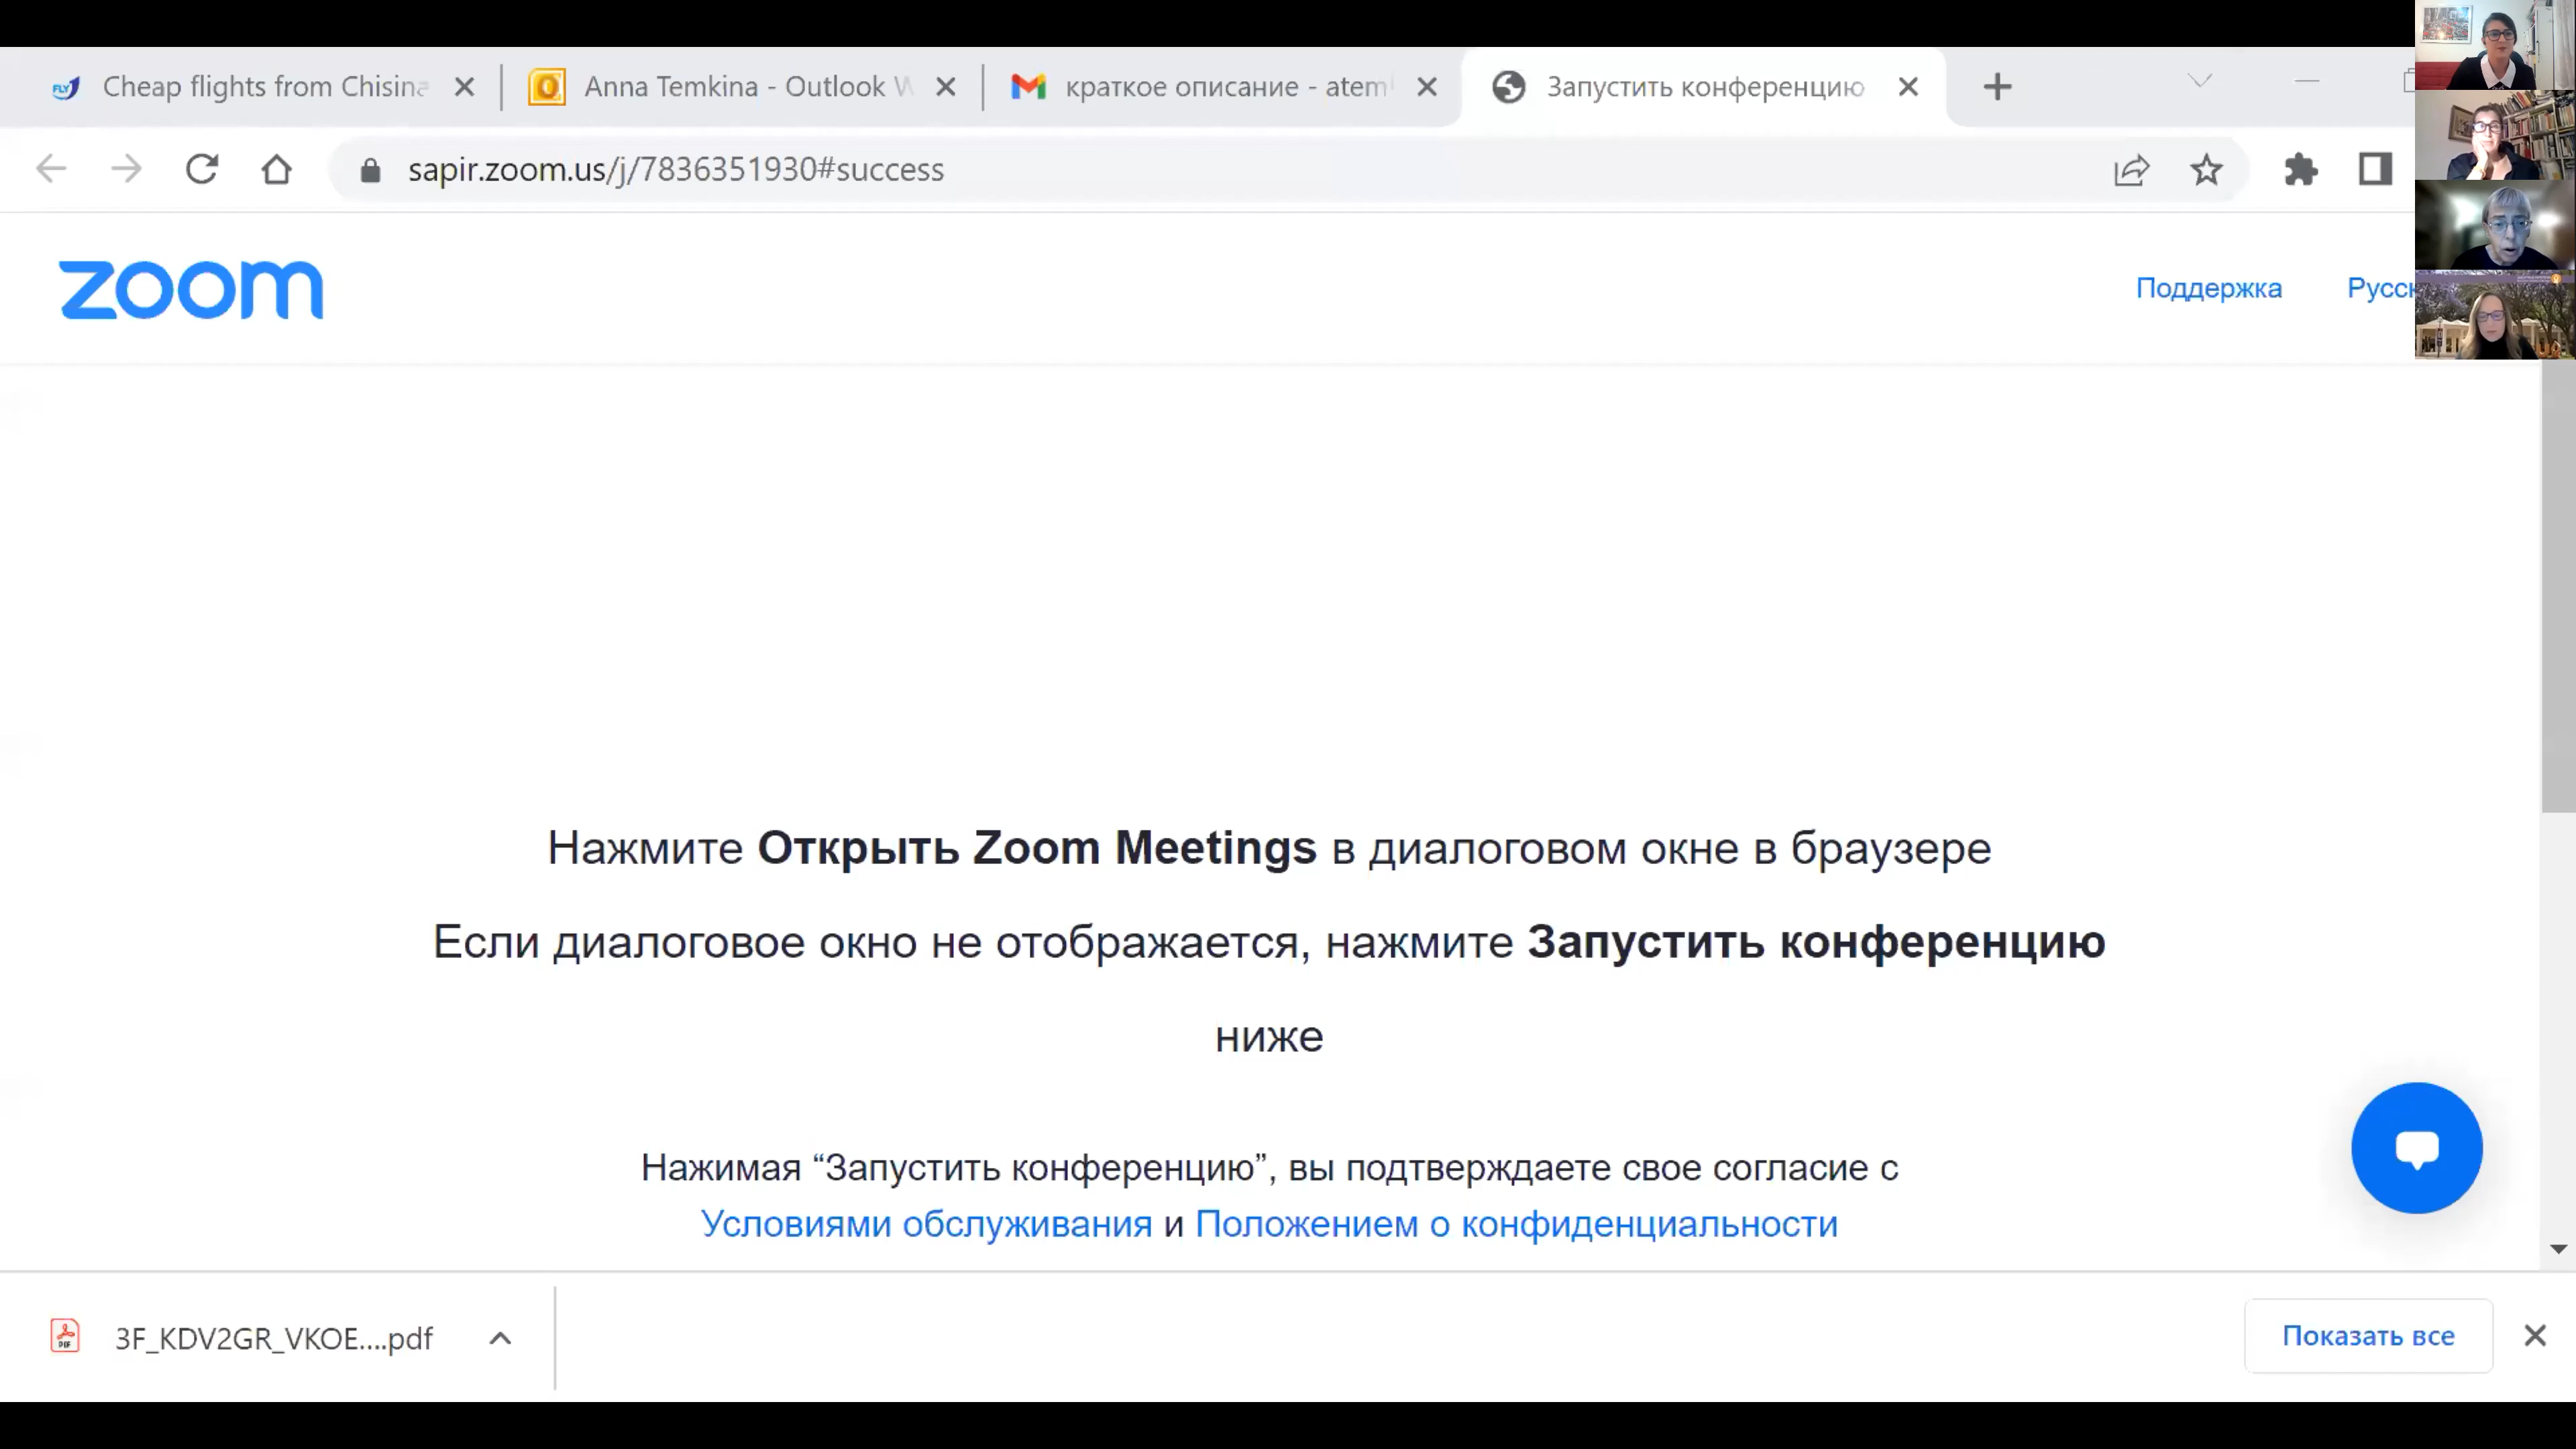 Cheap flights from Chisina
Anna Temkina - Outlook W
краткое описание - atem
Запустить конференцию
sapir.zoom.us/j/7836351930#success
zoom
Поддержка
Русск
Нажмите Открыть Zoom Meetings в диалоговом окне в браузере
Если диалоговое окно не отображается, нажмите Запустить конференцию
ниже
Нажимая “Запустить конференцию”, вы подтверждаете свое согласие с
Условиями обслуживания и Положением о конфиденциальности
3F_KDV2GR_VKOE....pdf
Показать все